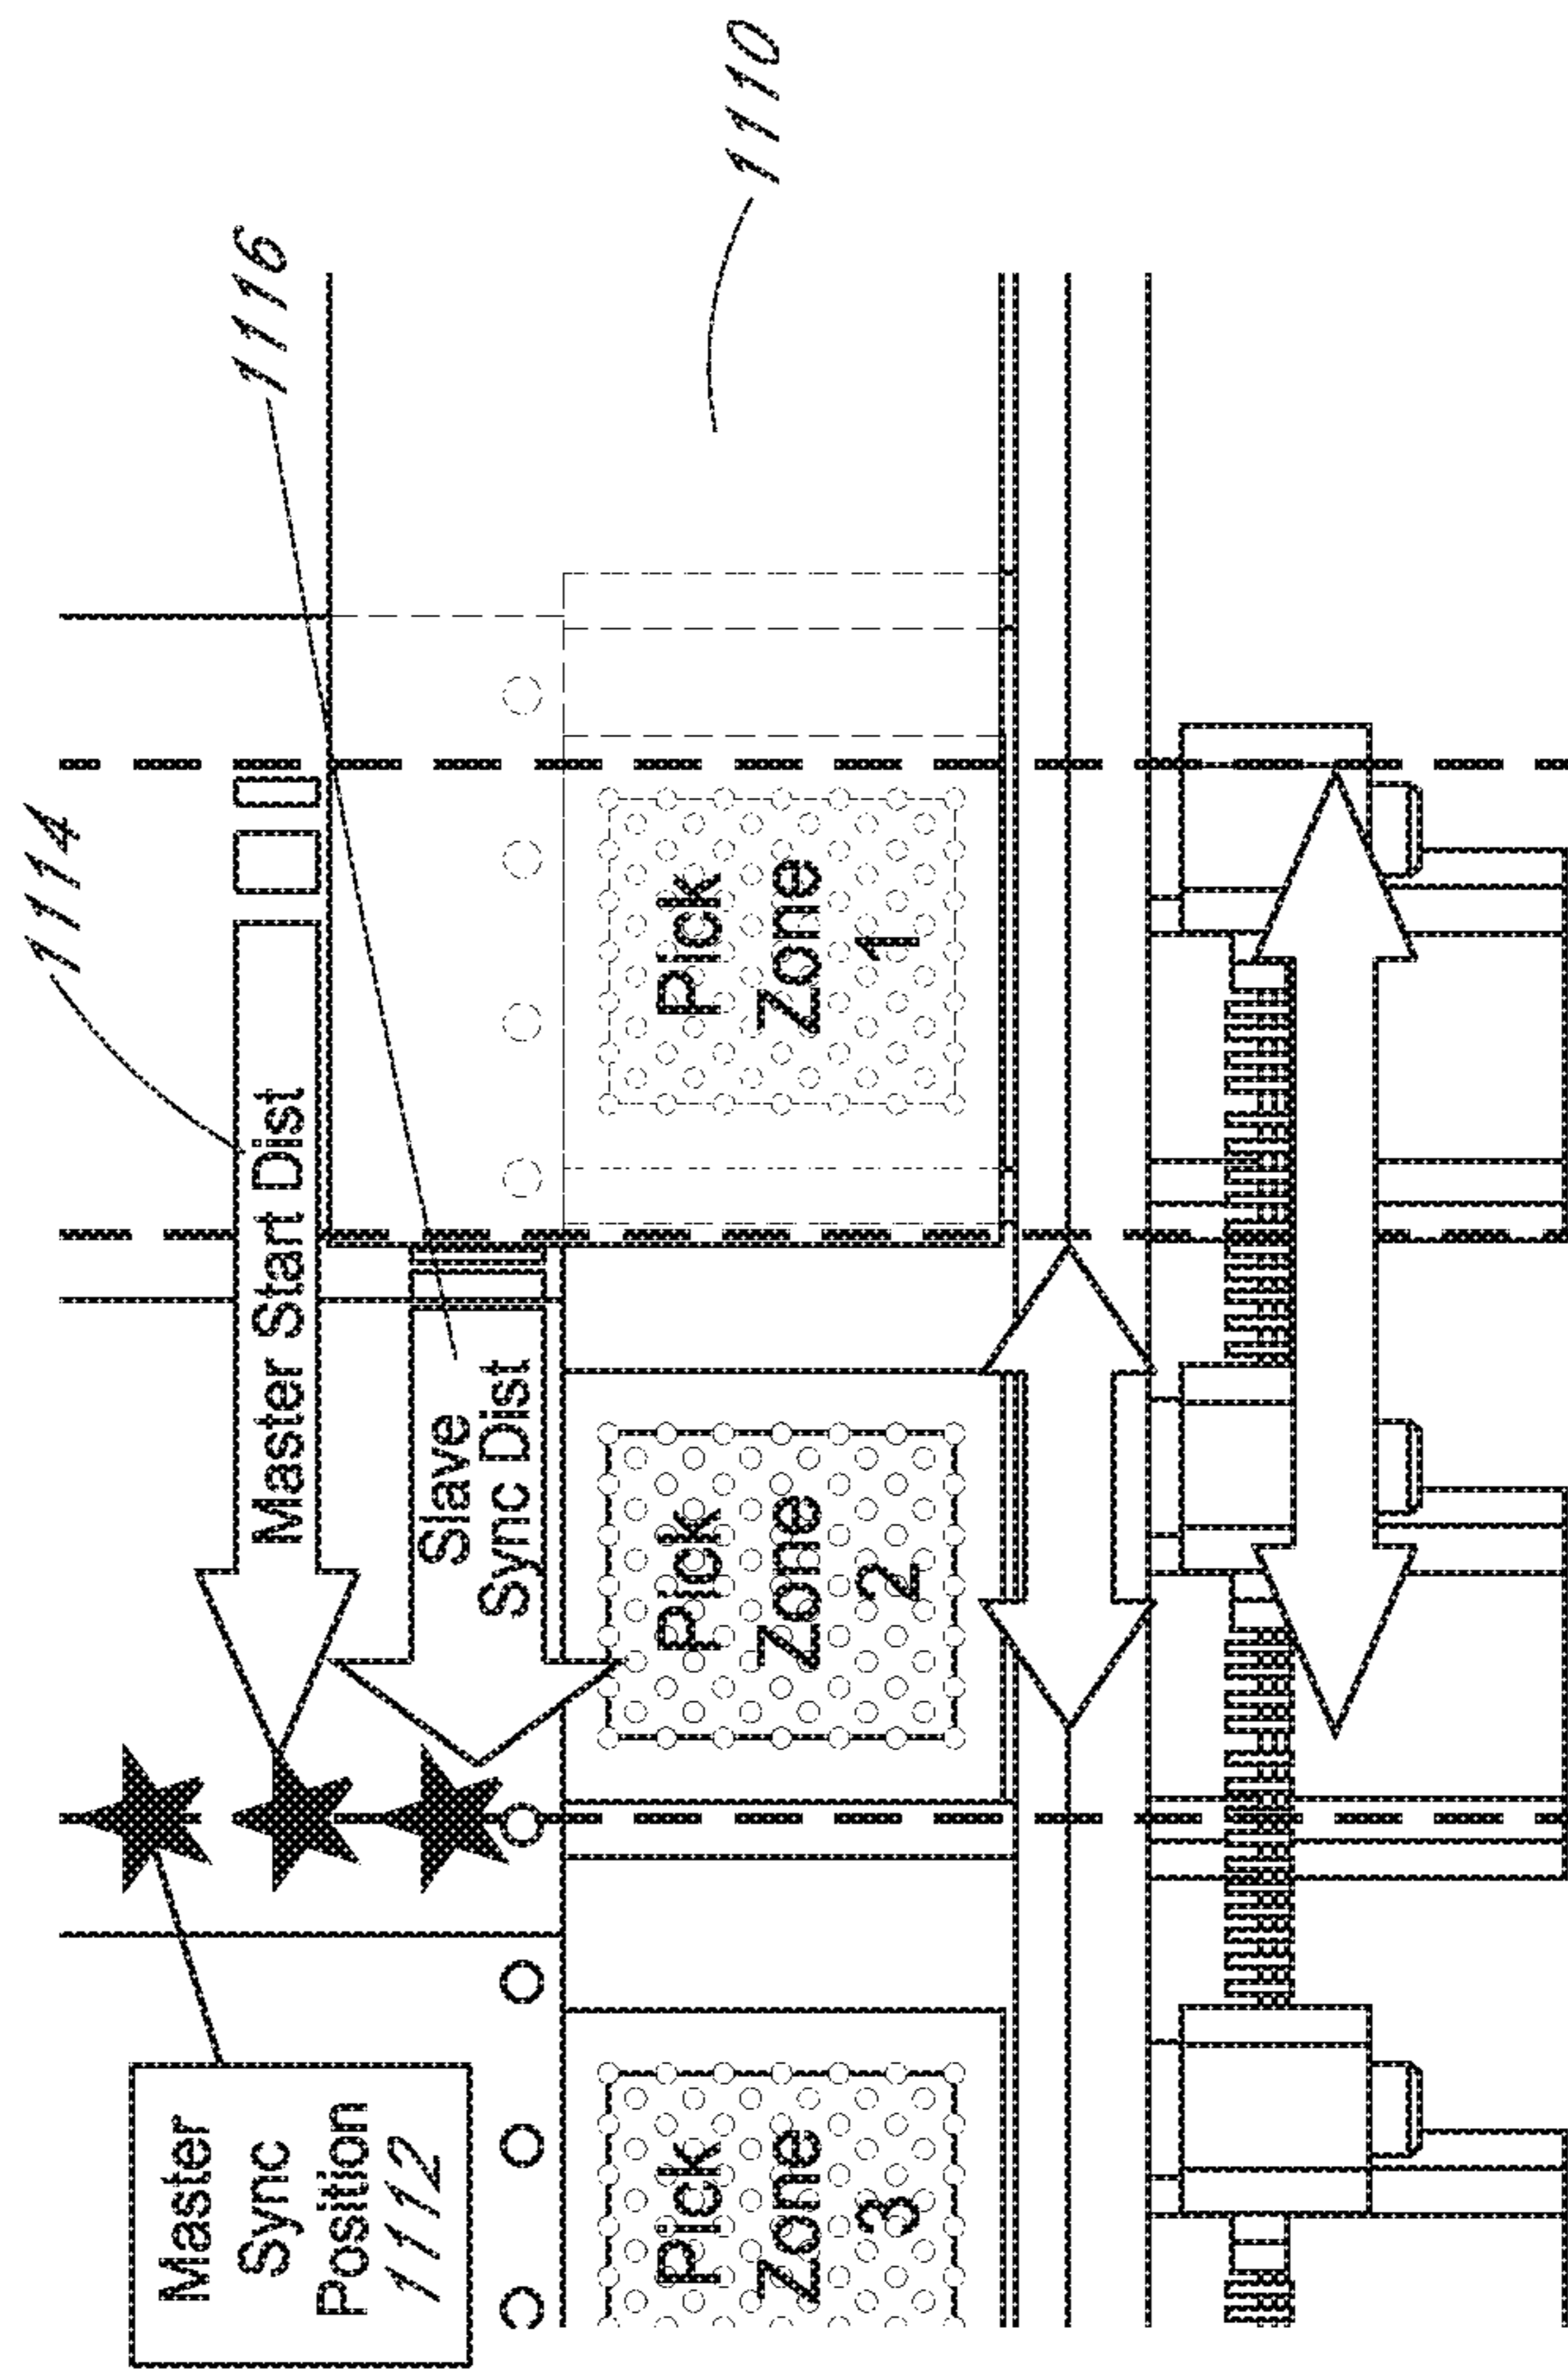 Master
Sync
Position
1112
1114
Master Start Dist
1116
Slave
Sync Dist
1110
Pick
Zone
3
Pick
Zone
2
Pick
Zone
1